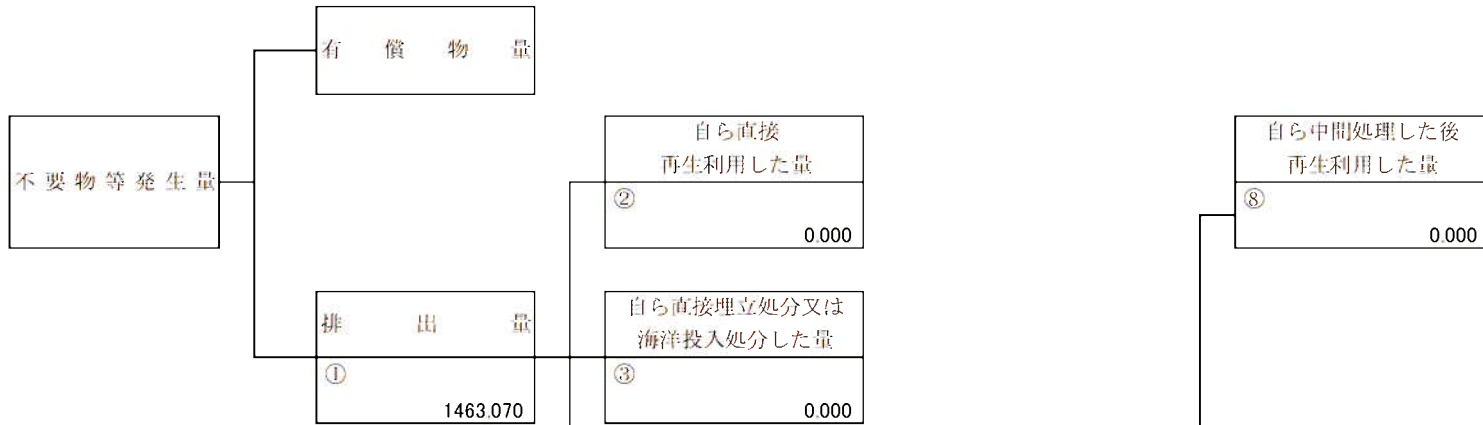 有償物量
不要物等発生量
自ら直接
再生利用した量
②
0.000
自ら中間処理した後
再生利用した量
⑧
0.000
排出量
①
1463.070
自ら直接埋立処分又は
海洋投入処分した量
③
0.000